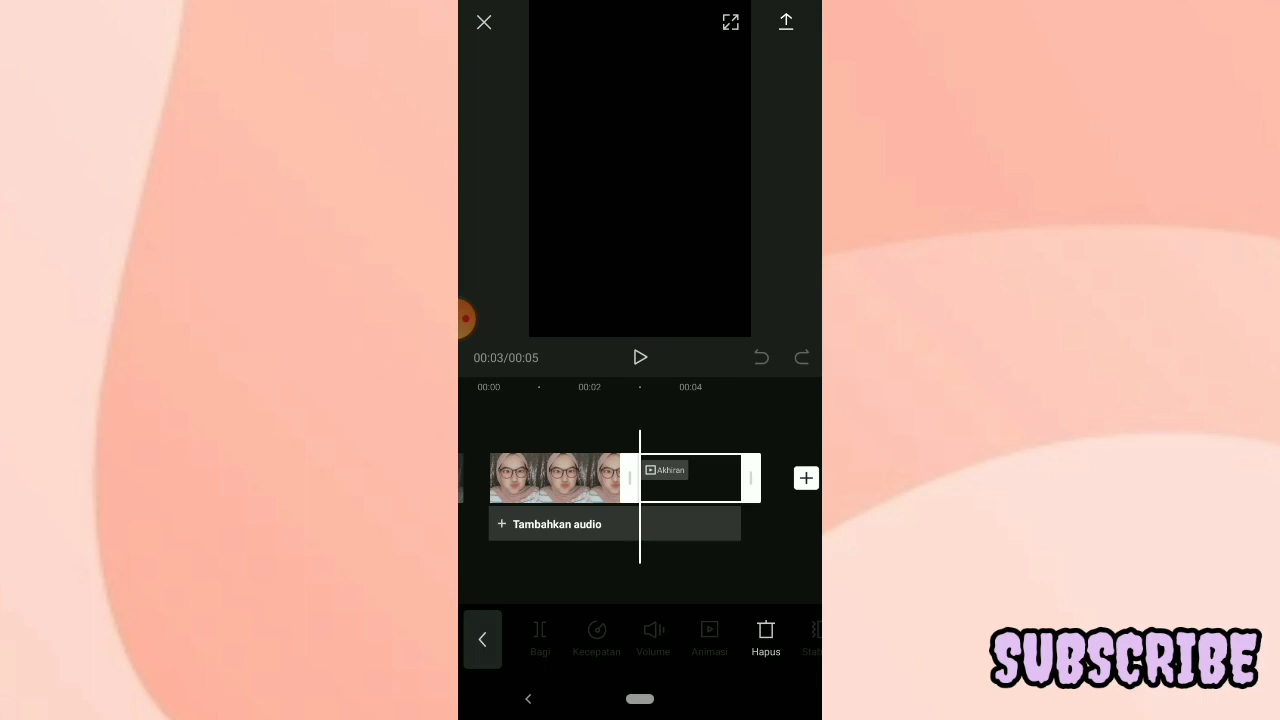 00:03/00:05
00:00
00:02
00:04
Akhiran
+ Tambahkan audio
Bagi
Kecepatan
Volume
Animasi
Hapus
SUBSCRIBE